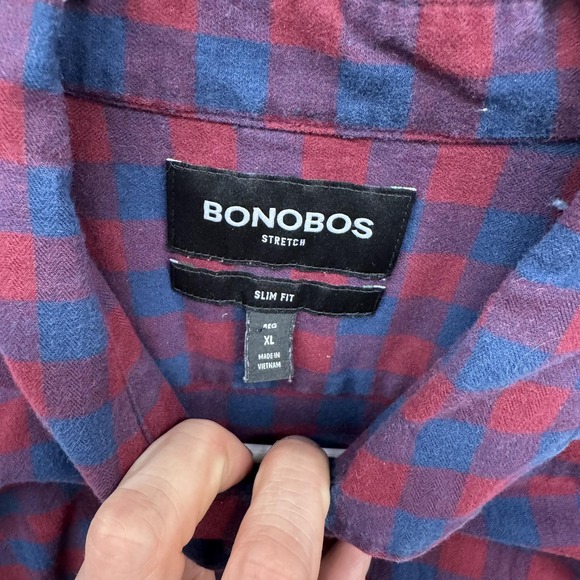 BONOBOS
STRETCH
SLIM FIT
REG
XL
MADE IN
VIETNAM